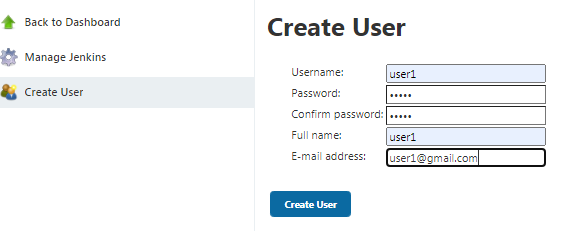 Back to Dashboard
Manage Jenkins
Create User
Create User
Username: user1
Password: •••••
Confirm password: •••••
Full name: user1
E-mail address: user1@gmail.com
Create User